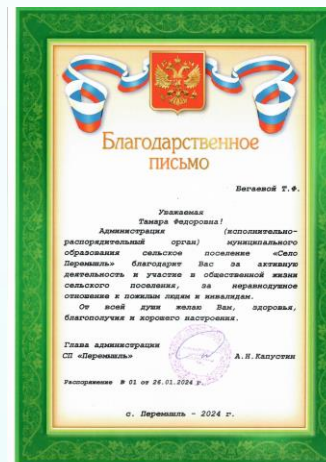 Благодарственное
письмо
Бегаевой Т.Ф.
Уважаемая
Тамара Федоровна!
Администрация (исполнительно-
распорядительный орган) муниципального
образования сельское поселение «Село
Перемышль» благодарит Вас за активную
деятельность и участие в общественной жизни
сельского поселения, за неравнодушное
отношение к пожилым людям и инвалидам.
От всей души желаю Вам, здоровья,
благополучия и хорошего настроения.
Глава администрации
СП «Перемышль» А.Н.Капустин
Распоряжение № 01 от 26.01.2024 р.
с. Перемышль - 2024 г.